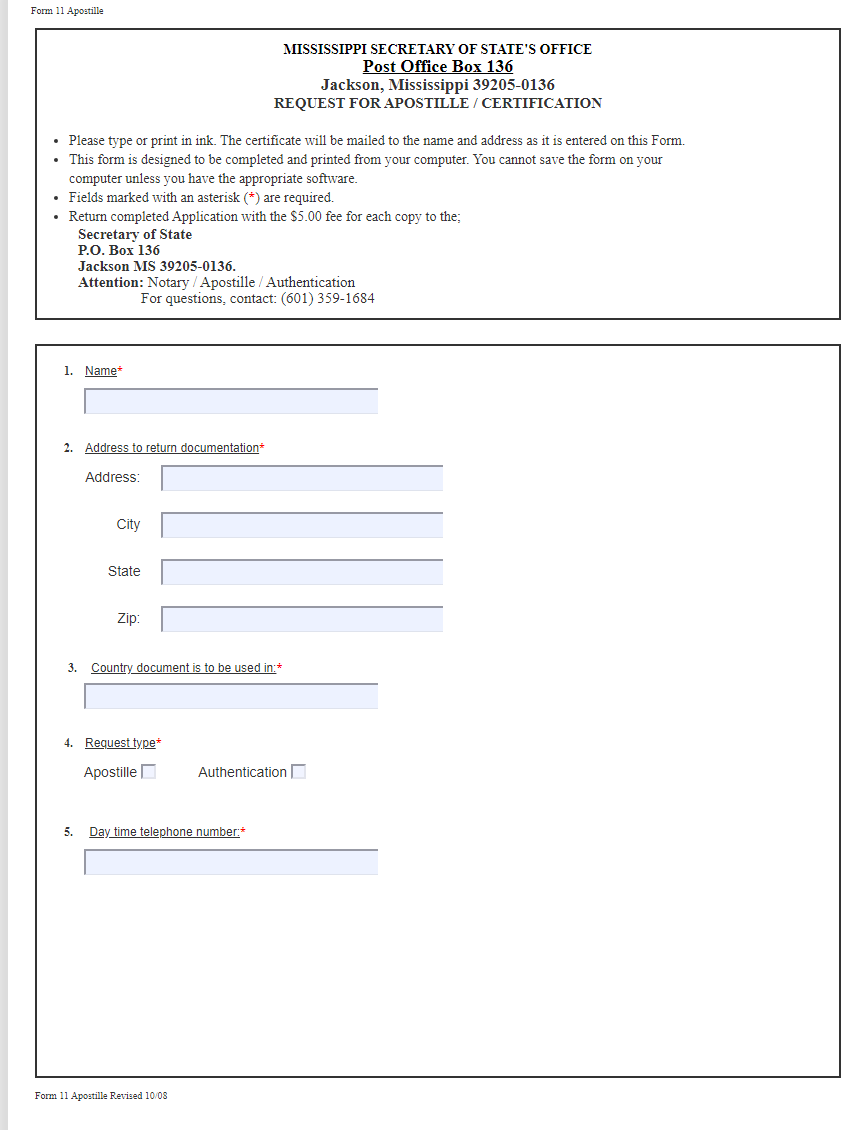 Form 11 Apostille
MISSISSIPPI SECRETARY OF STATE'S OFFICE
Post Office Box 136
Jackson, Mississippi 39205-0136
REQUEST FOR APOSTILLE / CERTIFICATION
• Please type or print in ink. The certificate will be mailed to the name and address as it is entered on this Form.
• This form is designed to be completed and printed from your computer. You cannot save the form on your
computer unless you have the appropriate software.
• Fields marked with an asterisk (*) are required.
• Return completed Application with the $5.00 fee for each copy to the;
Secretary of State
P.O. Box 136
Jackson MS 39205-0136.
Attention: Notary / Apostille / Authentication
For questions, contact: (601) 359-1684
1. Name*
2. Address to return documentation*
Address:
City
State
Zip:
3. Country document is to be used in:*
4. Request type*
Apostille Authentication
5. Day time telephone number:*
Form 11 Apostille Revised 10/08